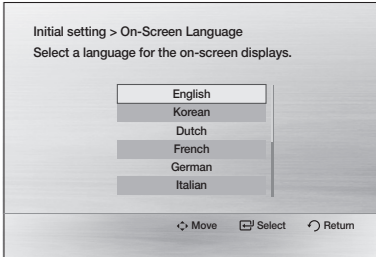 Initial setting > On-Screen Language
Select a language for the on-screen displays.
English
Korean
Dutch
French
German
Italian
Move Select Return